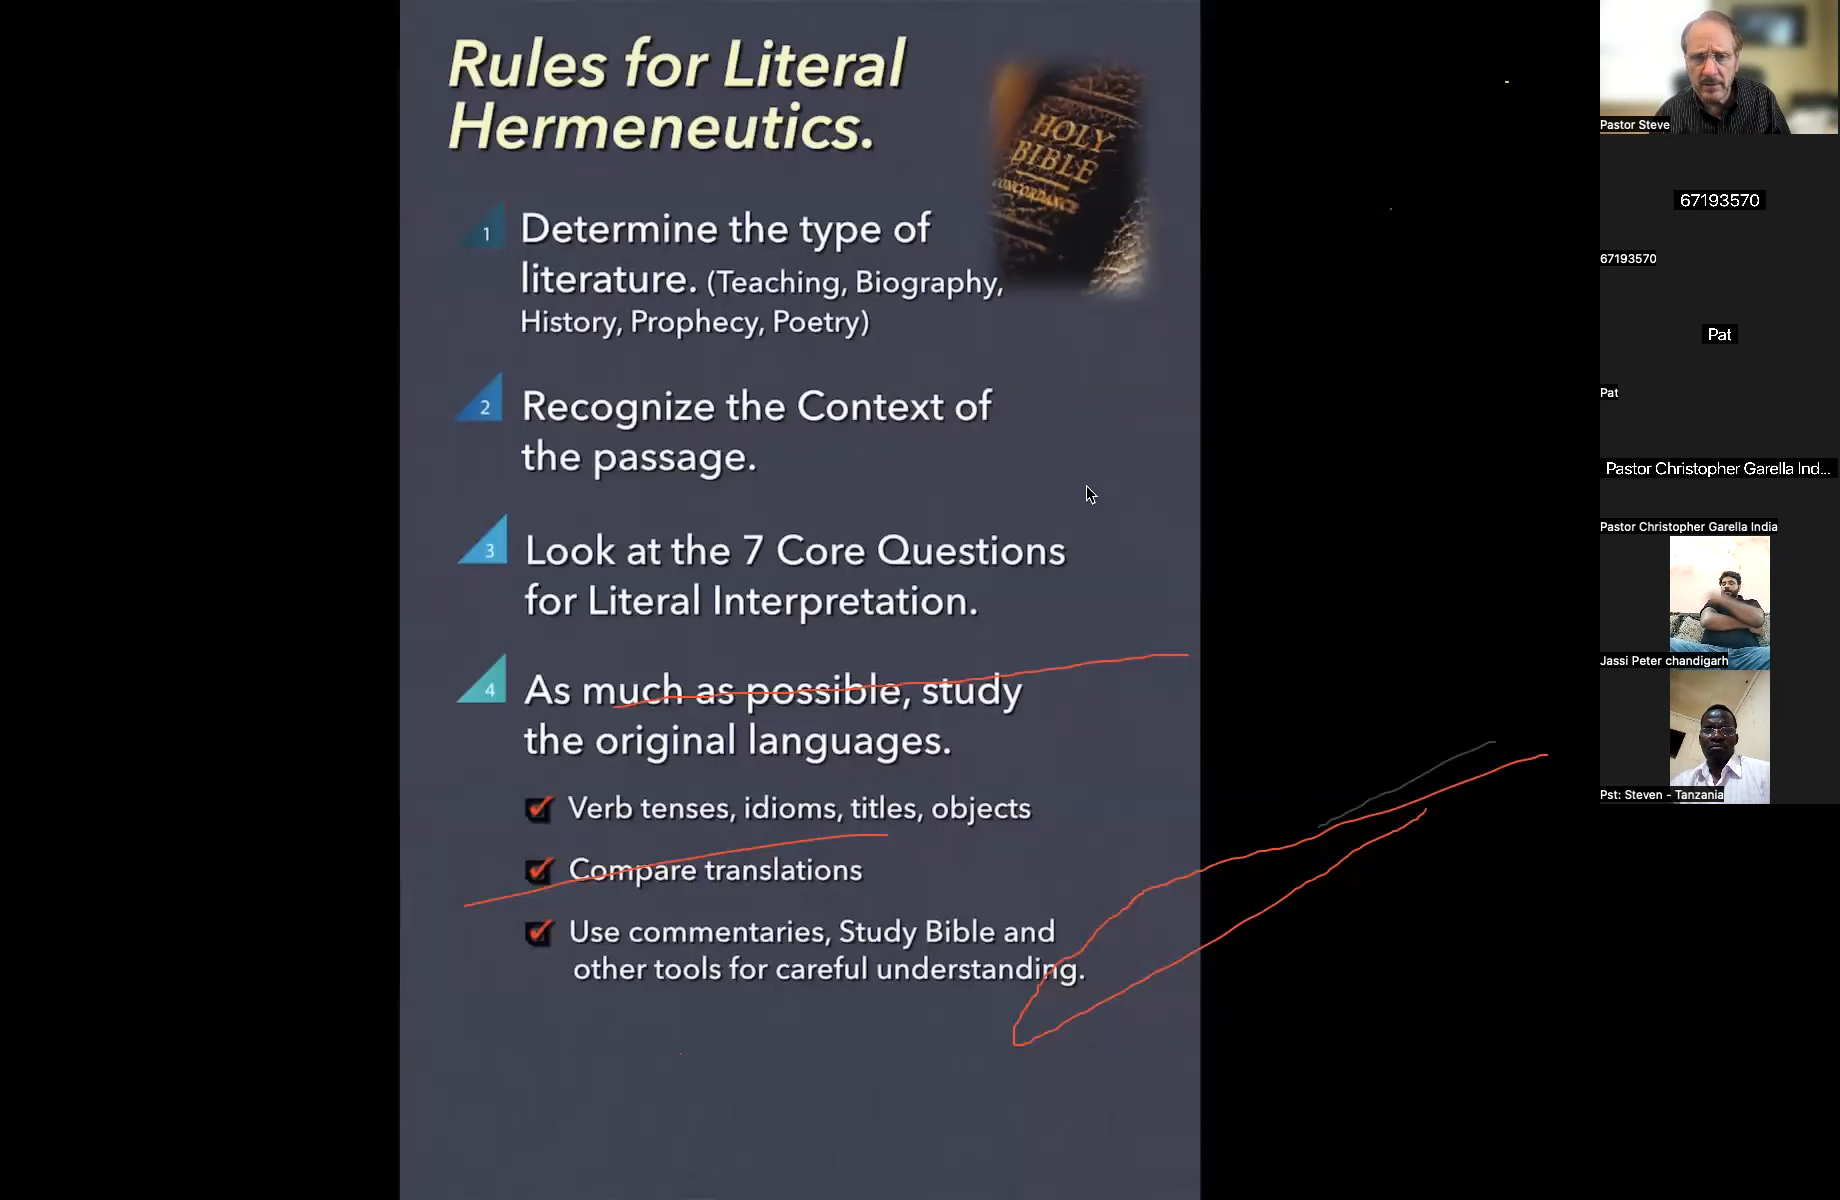 Rules for Literal
Hermeneutics.
HOLY
BIBLE
CONCORDANCE
1
Determine the type of
literature. (Teaching, Biography,
History, Prophecy, Poetry)
2
Recognize the Context of
the passage.
3
Look at the 7 Core Questions
for Literal Interpretation.
4
As much as possible, study
the original languages.
Verb tenses, idioms, titles, objects
Compare translations
Use commentaries, Study Bible and
other tools for careful understanding.
Pastor Steve
67193570
67193570
Pat
Pat
Pastor Christopher Garella Ind...
Pastor Christopher Garella India
Jassi Peter chandigarh
Pst: Steven - Tanzania